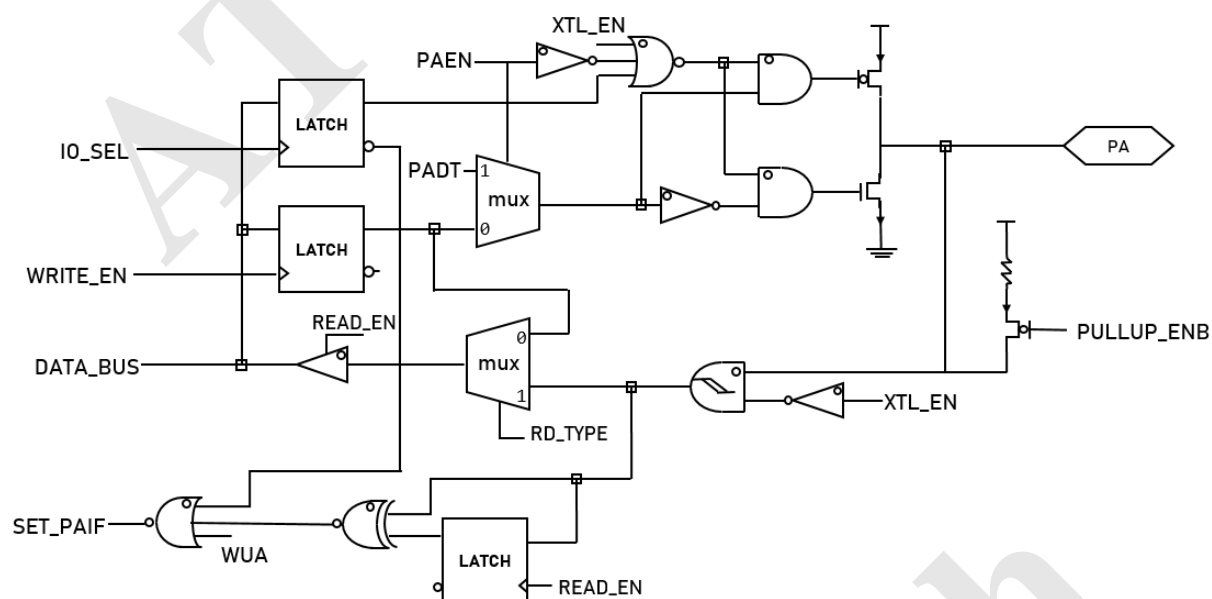 XTL_EN
PAEN
LATCH
IO_SEL
PADT
1
mux
0
PA
LATCH
WRITE_EN
READ_EN
0
mux
1
DATA_BUS
PULLUP_ENB
XTL_EN
RD_TYPE
SET_PAIF
WUA
LATCH
READ_EN
AT
h